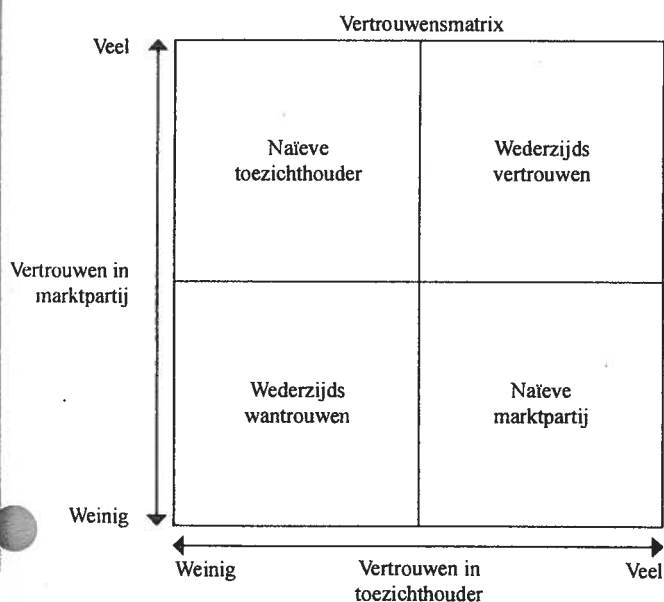 Vertrouwensmatrix
Veel
Naïeve
toezichthouder
Wederzijds
vertrouwen
Vertrouwen in
marktpartij
Wederzijds
wantrouwen
Naïeve
marktpartij
Weinig
Weinig
Vertrouwen in
toezichthouder
Veel